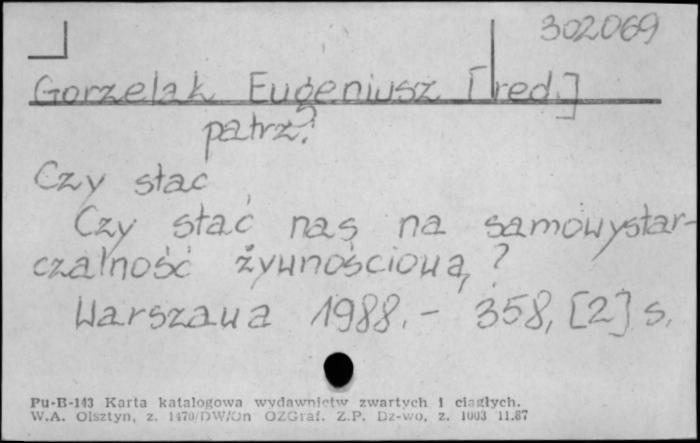 302069
Gorzelak Eugeniusz [red.]
patrz:
Czy stać
Czy stać nas na samowystar-
czalność żywnościową ?
Warszawa 1988. - 358, [2] s.
Pu-B-143 Karta katalogowa wydawnictw zwartych i ciągłych.
W.A. Olsztyn, z. 1470/DW/On OZGraf. Z.P. Dz-wo, z. 1003 11.87